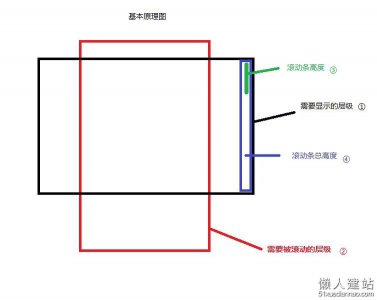 基本原理图
滚动条高度 ③
需要显示的层级 ①
滚动条总高度 ④
需要被滚动的层级 ②
懒人建站
51xuediannao.com